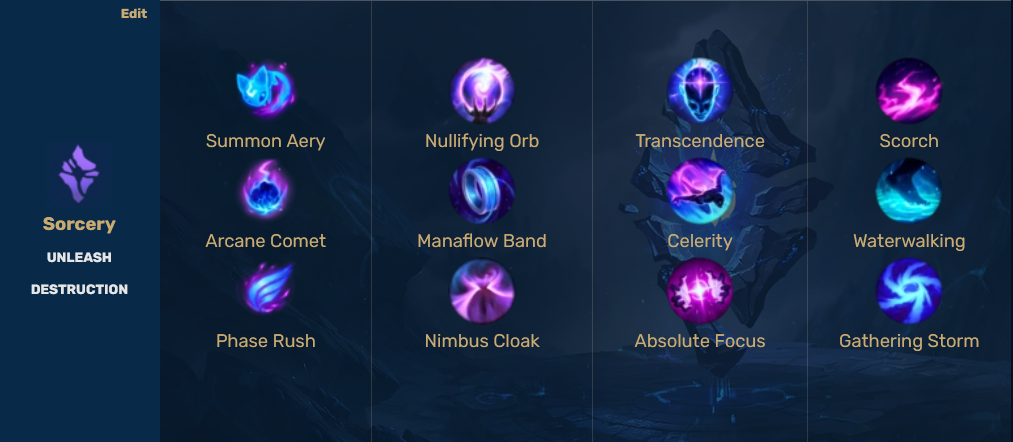 Edit
Sorcery
UNLEASH
DESTRUCTION
Summon Aery
Nullifying Orb
Transcendence
Scorch
Arcane Comet
Manaflow Band
Celerity
Waterwalking
Phase Rush
Nimbus Cloak
Absolute Focus
Gathering Storm